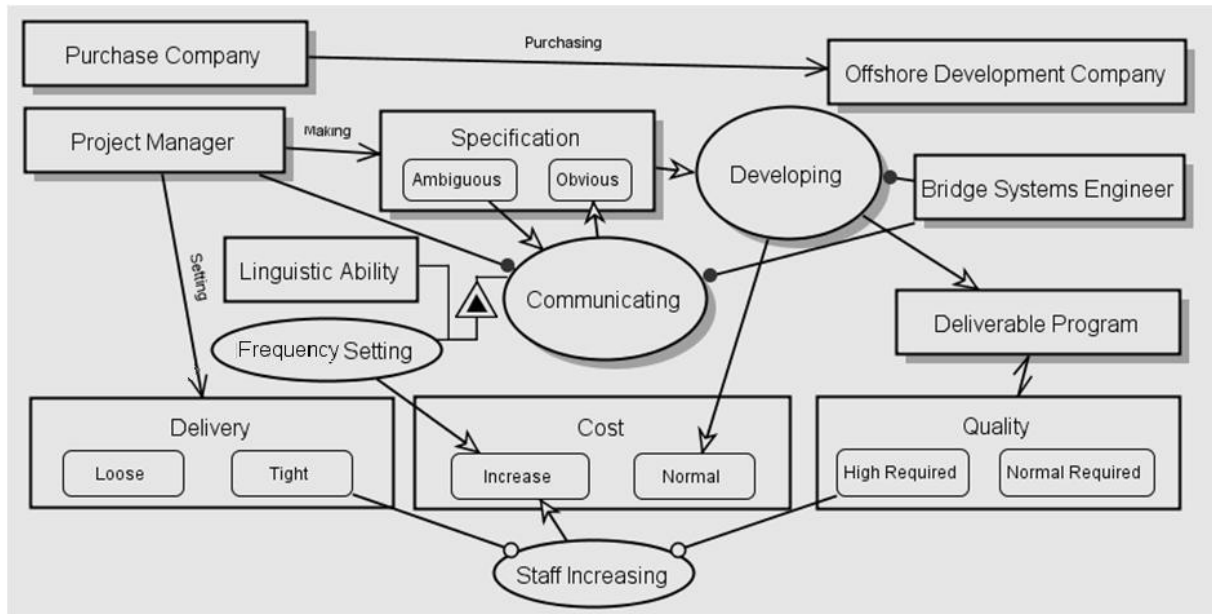 Purchase Company
Purchasing
Offshore Development Company
Project Manager
Making
Specification
Ambiguous
Obvious
Developing
Bridge Systems Engineer
Setting
Linguistic Ability
Communicating
Frequency Setting
Deliverable Program
Delivery
Loose
Tight
Cost
Increase
Normal
Quality
High Required
Normal Required
Staff Increasing